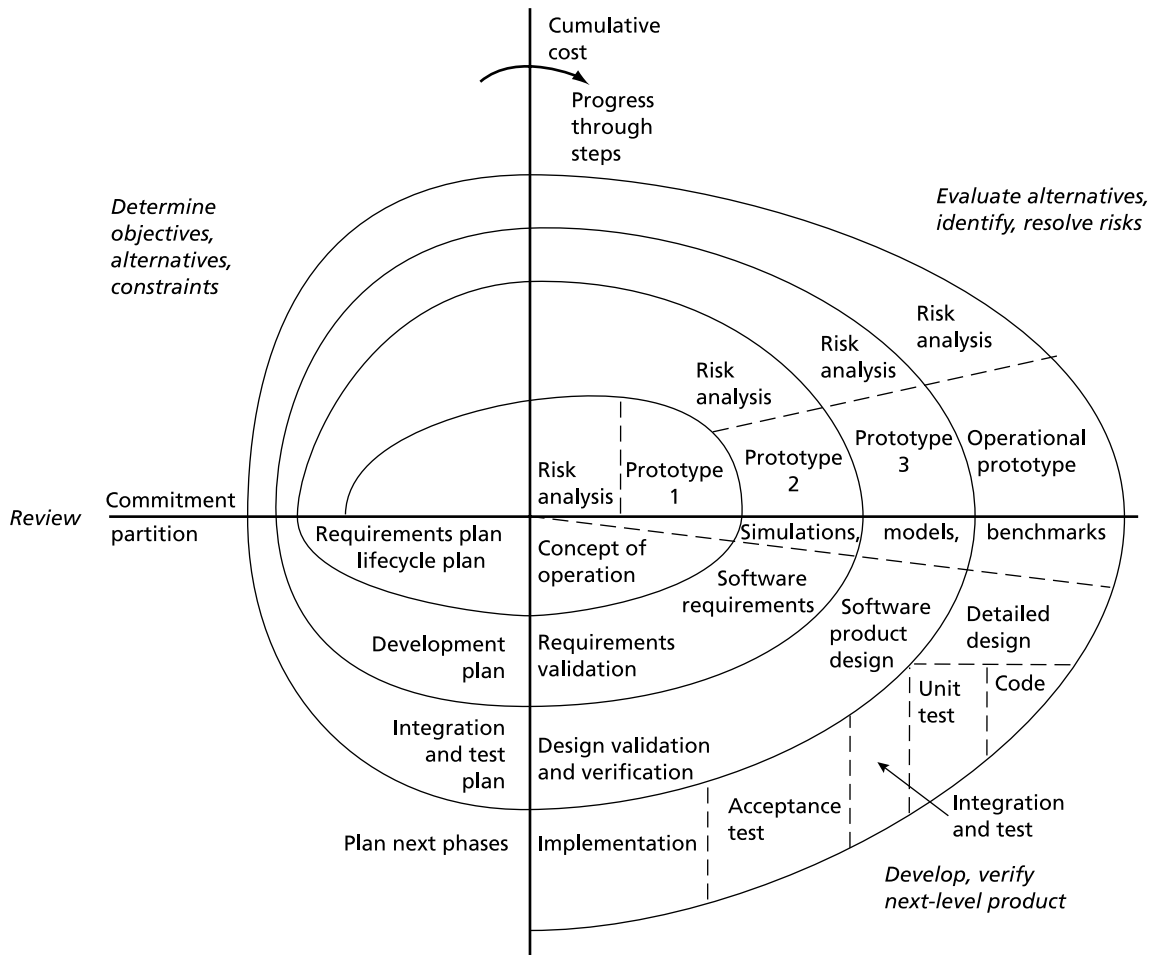 Cumulative
cost
Progress
through
steps
Determine
objectives,
alternatives,
constraints
Evaluate alternatives,
identify, resolve risks
Risk
analysis
Risk
analysis
Risk
analysis
Risk
analysis
Prototype
1
Prototype
2
Prototype
3
Operational
prototype
Review
Commitment
partition
Requirements plan
lifecycle plan
Concept of
operation
Simulations,
models,
benchmarks
Software
requirements
Software
product
design
Detailed
design
Development
plan
Requirements
validation
Unit
test
Code
Integration
and test
plan
Design validation
and verification
Acceptance
test
Integration
and test
Plan next phases
Implementation
Develop, verify
next-level product